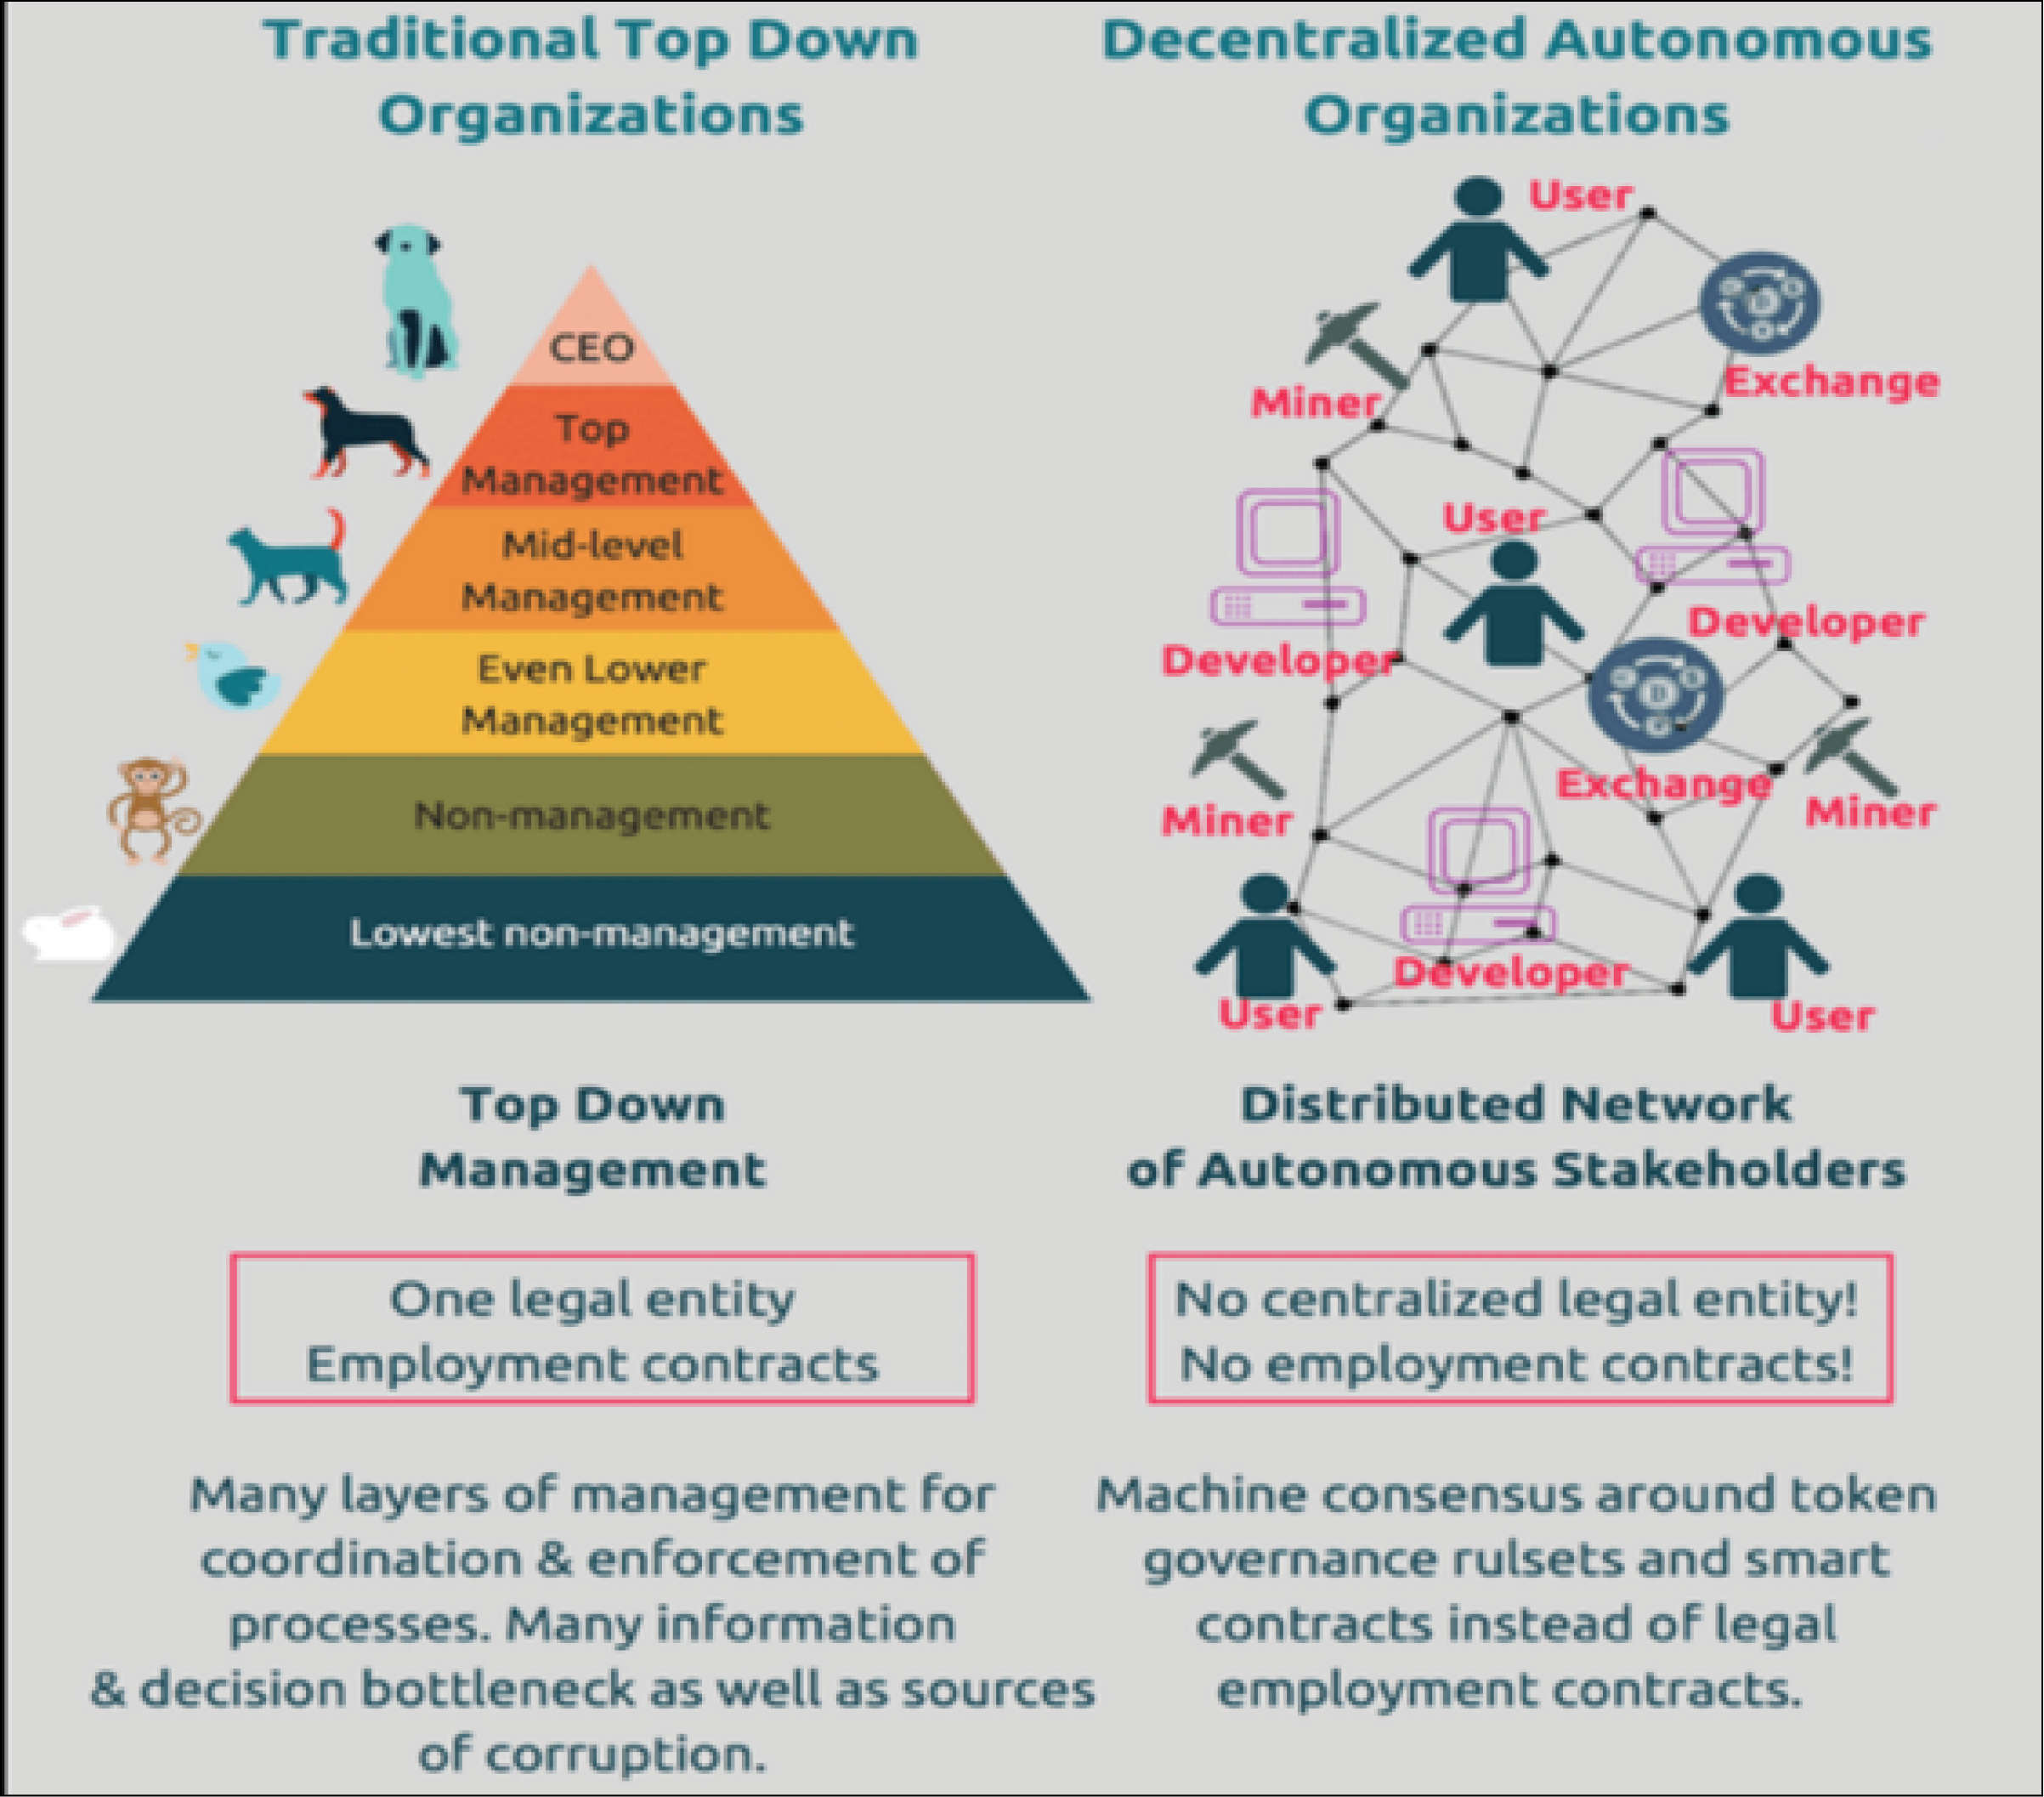 Traditional Top Down
Organizations
CEO
Top
Management
Mid-level
Management
Even Lower
Management
Non-management
Lowest non-management
Top Down
Management
One legal entity
Employment contracts
Many layers of management for
coordination & enforcement of
processes. Many information
& decision bottleneck as well as sources
of corruption.
Decentralized Autonomous
Organizations
User
Exchange
Miner
User
Developer
Developer
Exchange
Miner
Miner
Developer
User
User
Distributed Network
of Autonomous Stakeholders
No centralized legal entity!
No employment contracts!
Machine consensus around token
governance rulsets and smart
contracts instead of legal
employment contracts.